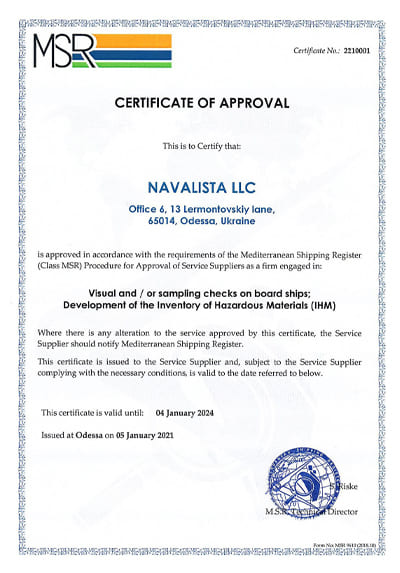 MSR
Certificate No.: 2210001
CERTIFICATE OF APPROVAL
This is to Certify that:
NAVALISTA LLC
Office 6, 13 Lermontovskiy lane,
65014, Odessa, Ukraine
is approved in accordance with the requirements of the Mediterranean Shipping Register
(Class MSR) Procedure for Approval of Service Suppliers as a firm engaged in:
Visual and / or sampling checks on board ships;
Development of the Inventory of Hazardous Materials (IHM)
Where there is any alteration to the service approved by this certificate, the Service
Supplier should notify Mediterranean Shipping Register.
This certificate is issued to the Service Supplier and, subject to the Service Supplier
complying with the necessary conditions, is valid to the date referred to below.
This certificate is valid until: 04 January 2024
Issued at Odessa on 05 January 2021
Riske
Technical Director
Form No: MSR